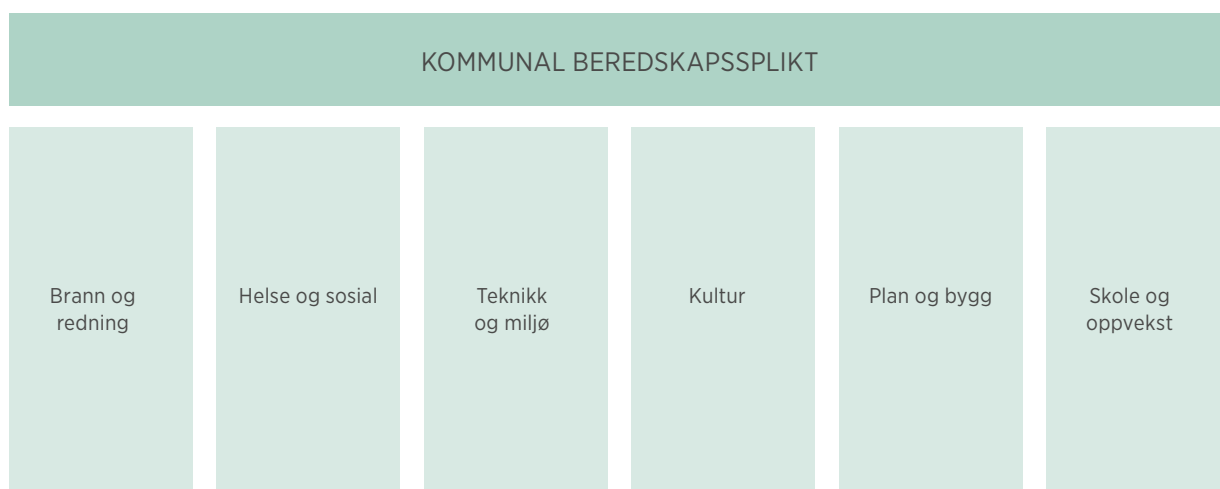 KOMMUNAL BEREDSKAPSSPLIKT
Brann og
redning
Helse og sosial
Teknikk
og miljø
Kultur
Plan og bygg
Skole og
oppvekst